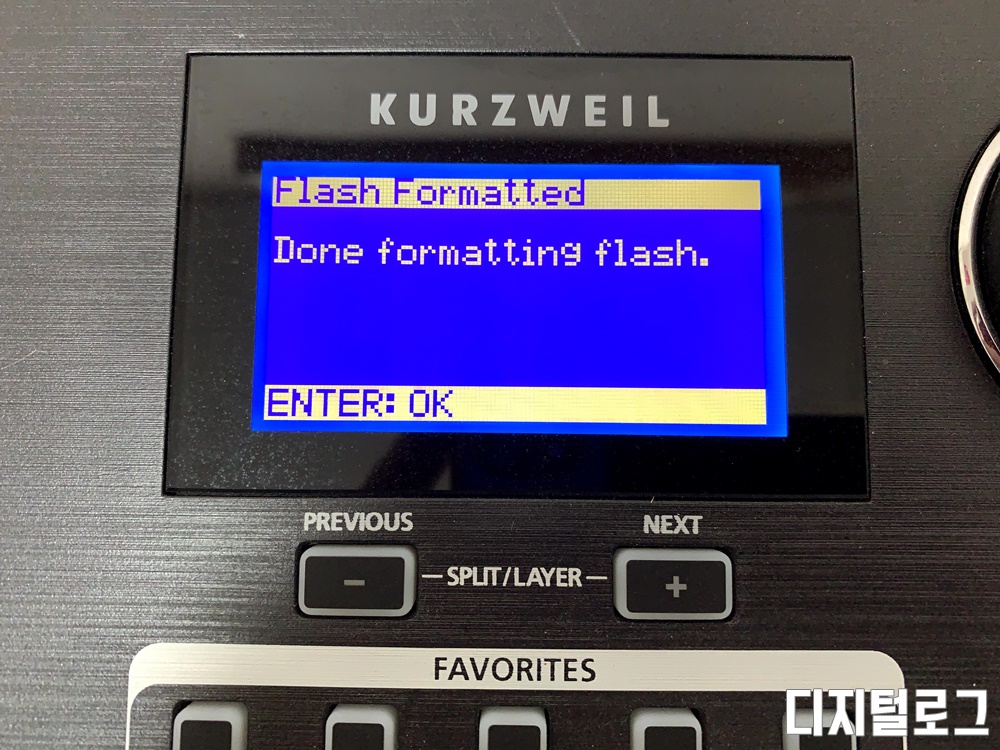 KURZWEIL
Flash Formatted
Done formatting flash.
ENTER: OK
PREVIOUS
NEXT
-
SPLIT/LAYER
+
FAVORITES
디지털로그